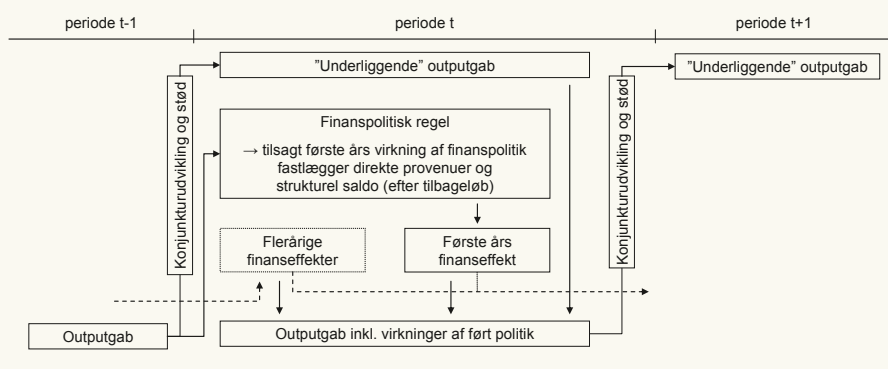 periode t-1
periode t
periode t+1
”Underliggende” outputgab
”Underliggende” outputgab
Konjunkturudvikling og stød
Finanspolitisk regel
→ tilsagt første års virkning af finanspolitik
fastlægger direkte provenuer og
strukturel saldo (efter tilbageløb)
Konjunkturudvikling og stød
Flerårige
finanseffekter
Første års
finanseffekt
Outputgab
Outputgab inkl. virkninger af ført politik